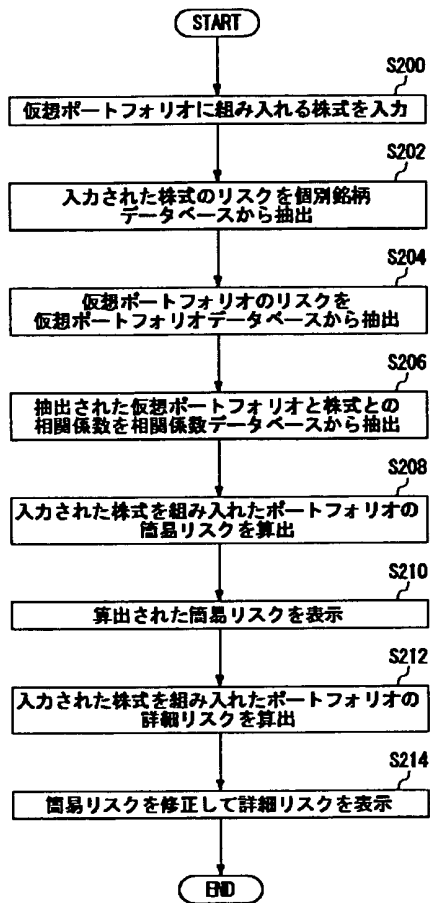 START
S200
仮想ポートフォリオに組み入れる株式を入力
S202
入力された株式のリスクを個別銘柄
データベースから抽出
S204
仮想ポートフォリオのリスクを
仮想ポートフォリオデータベースから抽出
S206
抽出された仮想ポートフォリオと株式との
相関係数を相関係数データベースから抽出
S208
入力された株式を組み入れたポートフォリオの
簡易リスクを算出
S210
算出された簡易リスクを表示
S212
入力された株式を組み入れたポートフォリオの
詳細リスクを算出
S214
簡易リスクを修正して詳細リスクを表示
END